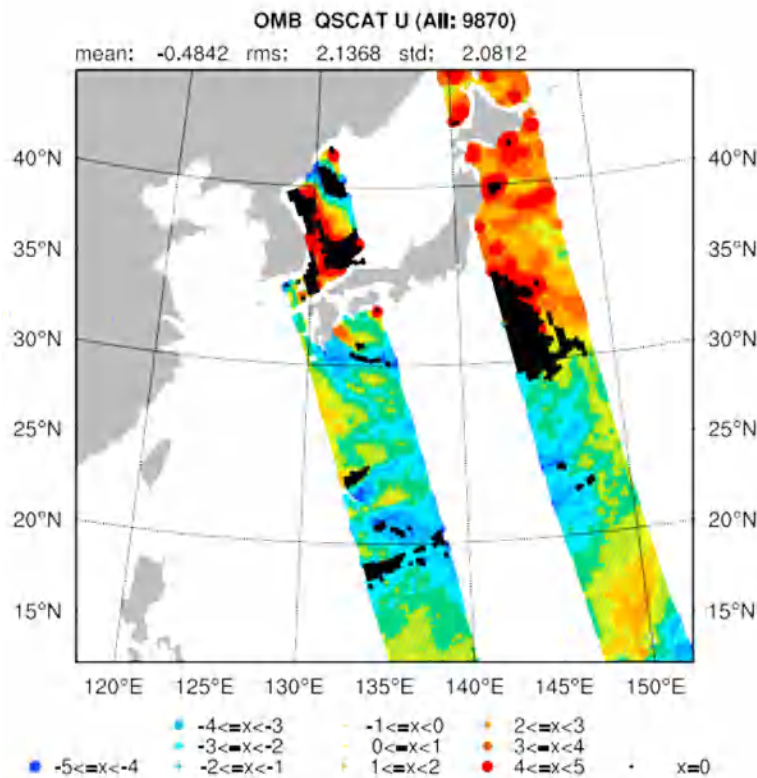 OMB QSCAT U (All: 9870)
mean: -0.4842 rms: 2.1368 std: 2.0812
40°N 40°N
35°N 35°N
30°N 30°N
25°N 25°N
20°N 20°N
15°N 15°N
120°E 125°E 130°E 135°E 140°E 145°E 150°E
-4<=x<-3 -1<=x<0 2<=x<3
-3<=x<-2 0<=x<1 3<=x<4
-5<=x<-4 -2<=x<-1 1<=x<2 4<=x<5 x=0